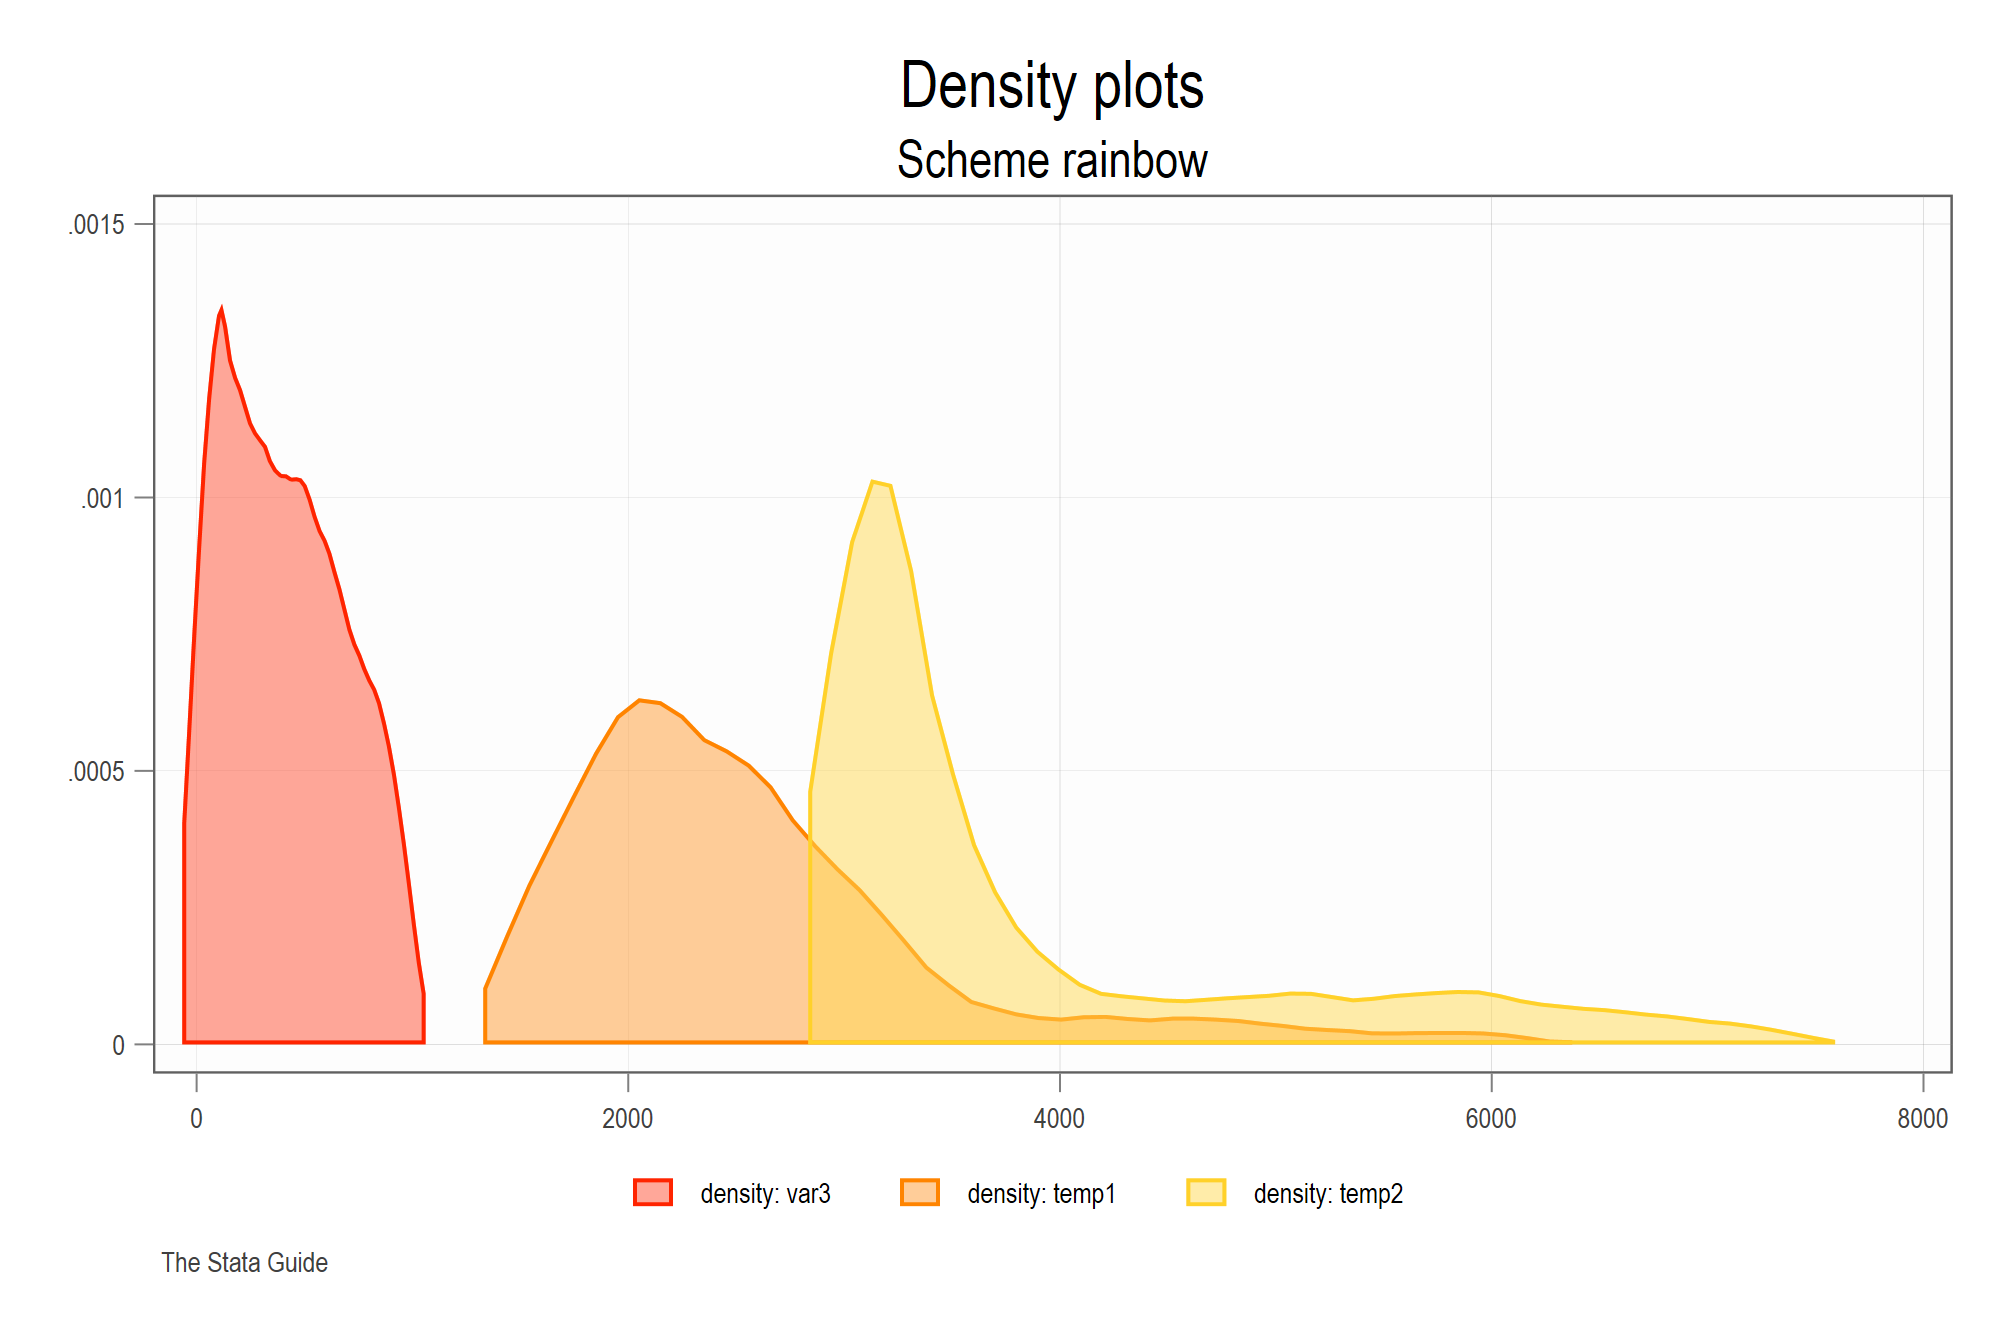 Density plots
Scheme rainbow
.0015
.001
.0005
0
0 2000 4000 6000 8000
density: var3 density: temp1 density: temp2
The Stata Guide